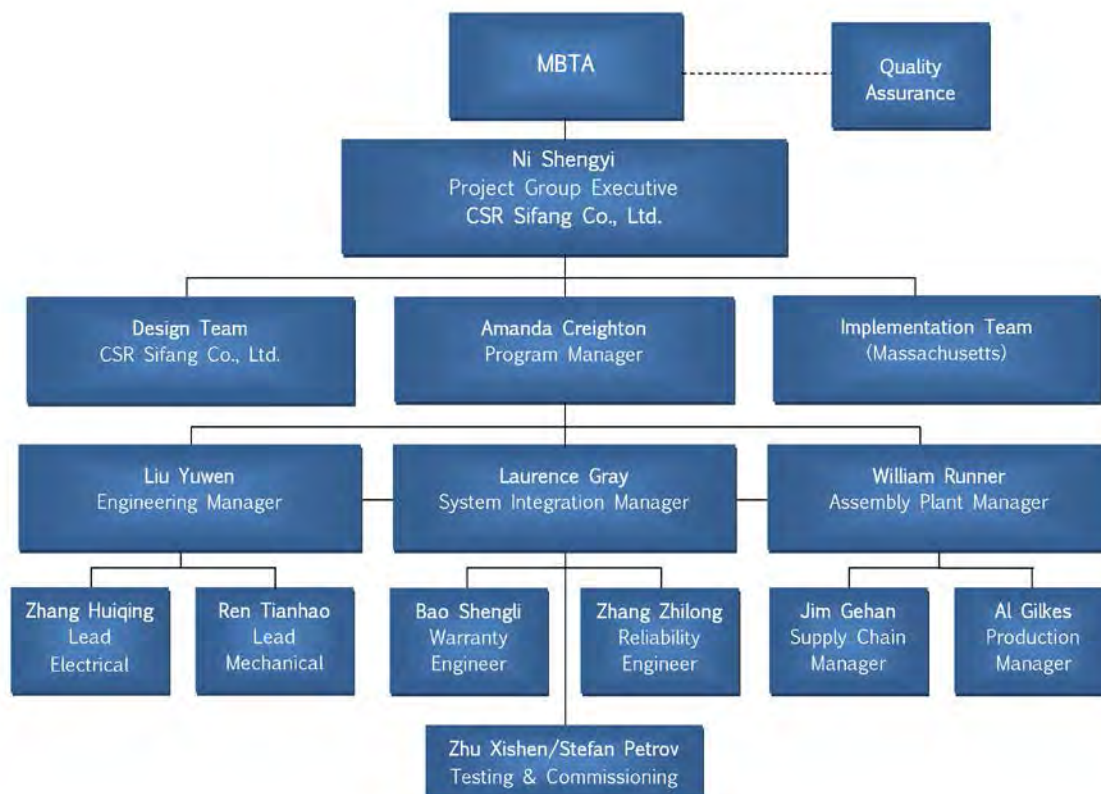 MBTA
Quality
Assurance
Ni Shengyi
Project Group Executive
CSR Sifang Co., Ltd.
Design Team
CSR Sifang Co., Ltd.
Amanda Creighton
Program Manager
Implementation Team
(Massachusetts)
Liu Yuwen
Engineering Manager
Laurence Gray
System Integration Manager
William Runner
Assembly Plant Manager
Zhang Huiqing
Lead
Electrical
Ren Tianhao
Lead
Mechanical
Bao Shengli
Warranty
Engineer
Zhang Zhilong
Reliability
Engineer
Jim Gehan
Supply Chain
Manager
Al Gilkes
Production
Manager
Zhu Xishen/Stefan Petrov
Testing & Commissioning